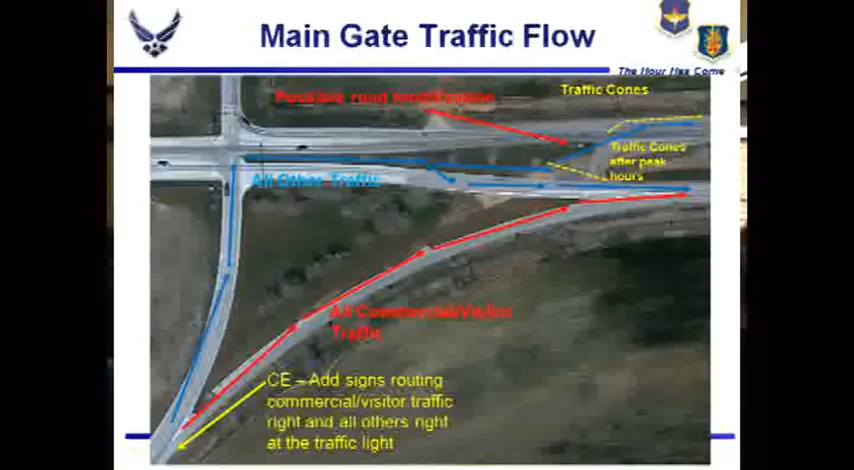 Main Gate Traffic Flow
The Hour Has Come
Possible road modification
Traffic Cones
Traffic Cones
after peak
hours
All Other Traffic
All Commercial/Visitor
Traffic
CE – Add signs routing
commercial/visitor traffic
right and all others right
at the traffic light